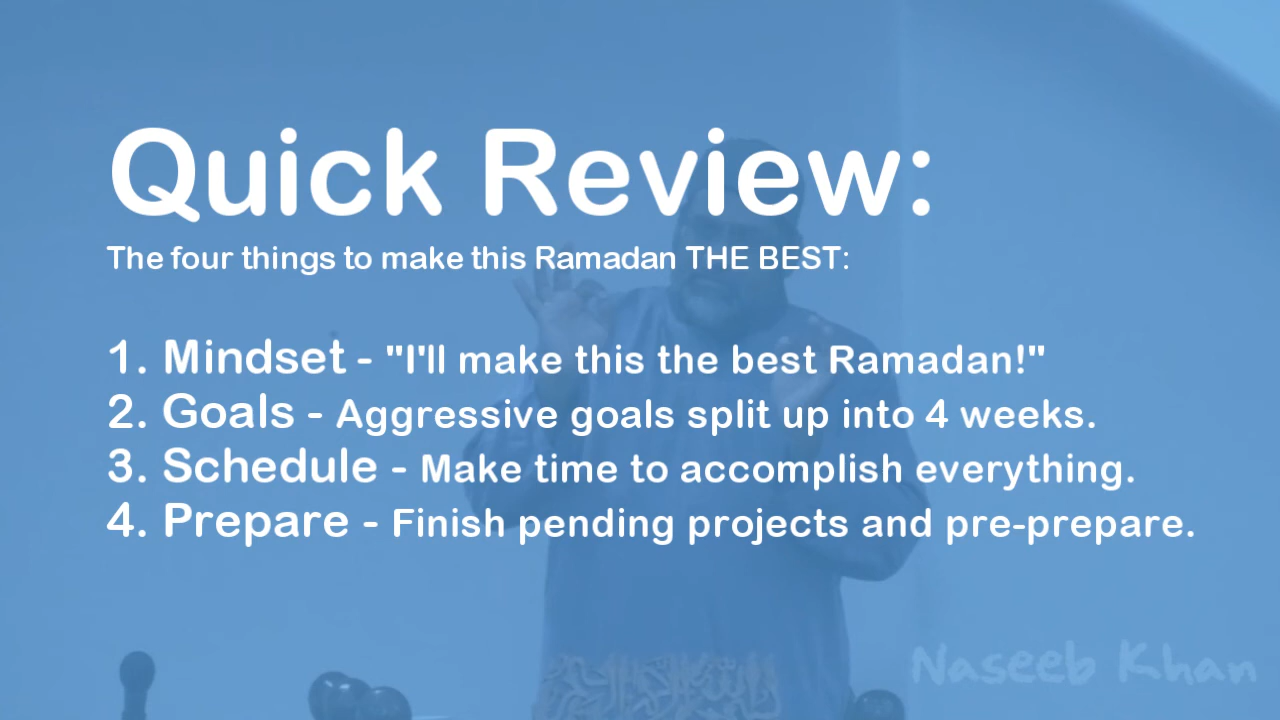 Quick Review:
The four things to make this Ramadan THE BEST:
1. Mindset - "I'll make this the best Ramadan!"
2. Goals - Aggressive goals split up into 4 weeks.
3. Schedule - Make time to accomplish everything.
4. Prepare - Finish pending projects and pre-prepare.
Naseeb Khan